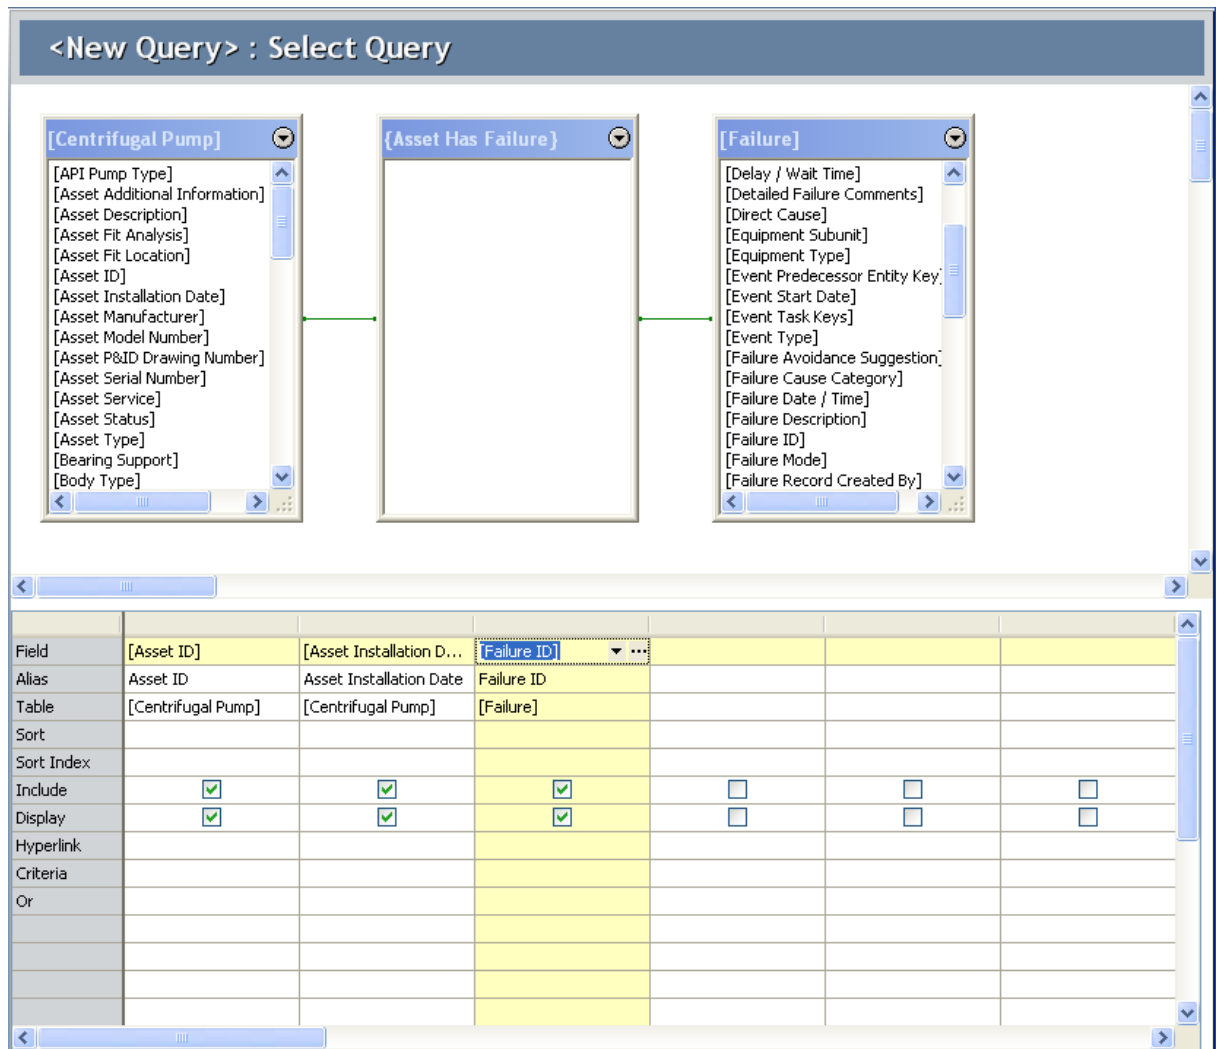 <New Query> : Select Query
[Centrifugal Pump]
[API Pump Type]
[Asset Additional Information]
[Asset Description]
[Asset Fit Analysis]
[Asset Fit Location]
[Asset ID]
[Asset Installation Date]
[Asset Manufacturer]
[Asset Model Number]
[Asset P&ID Drawing Number]
[Asset Serial Number]
[Asset Service]
[Asset Status]
[Asset Type]
[Bearing Support]
[Body Type]
{Asset Has Failure}
[Failure]
[Delay / Wait Time]
[Detailed Failure Comments]
[Direct Cause]
[Equipment Subunit]
[Equipment Type]
[Event Predecessor Entity Key]
[Event Start Date]
[Event Task Keys]
[Event Type]
[Failure Avoidance Suggestion]
[Failure Cause Category]
[Failure Date / Time]
[Failure Description]
[Failure ID]
[Failure Mode]
[Failure Record Created By]
Field [Asset ID] [Asset Installation D... [Failure ID] ...
Alias Asset ID Asset Installation Date Failure ID
Table [Centrifugal Pump] [Centrifugal Pump] [Failure]
Sort
Sort Index
Include
Display
Hyperlink
Criteria
Or